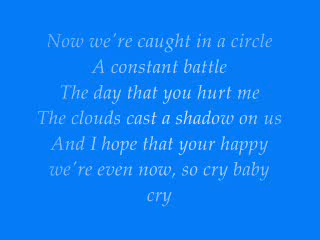 Now we're caught in a circle
A constant battle
The day that you hurt me
The clouds cast a shadow on us
And I hope that your happy
we're even now, so cry baby
cry